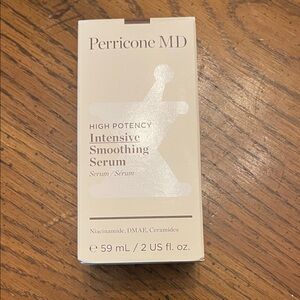 Perricone MD
HIGH POTENCY
Intensive
Smoothing
Serum
Serum / Sérum
Niacinamide, DMAE, Ceramides
℮ 59 mL / 2 US fl. oz.